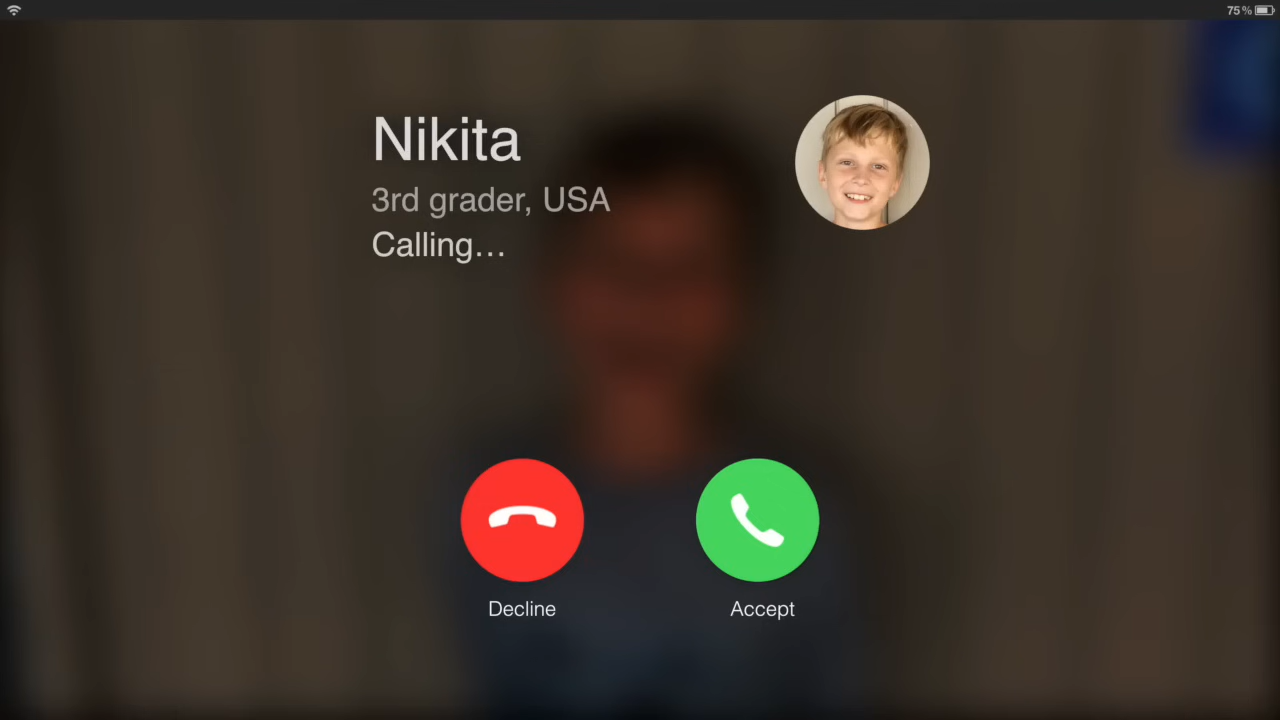 75 %
Nikita
3rd grader, USA
Calling...
Decline
Accept